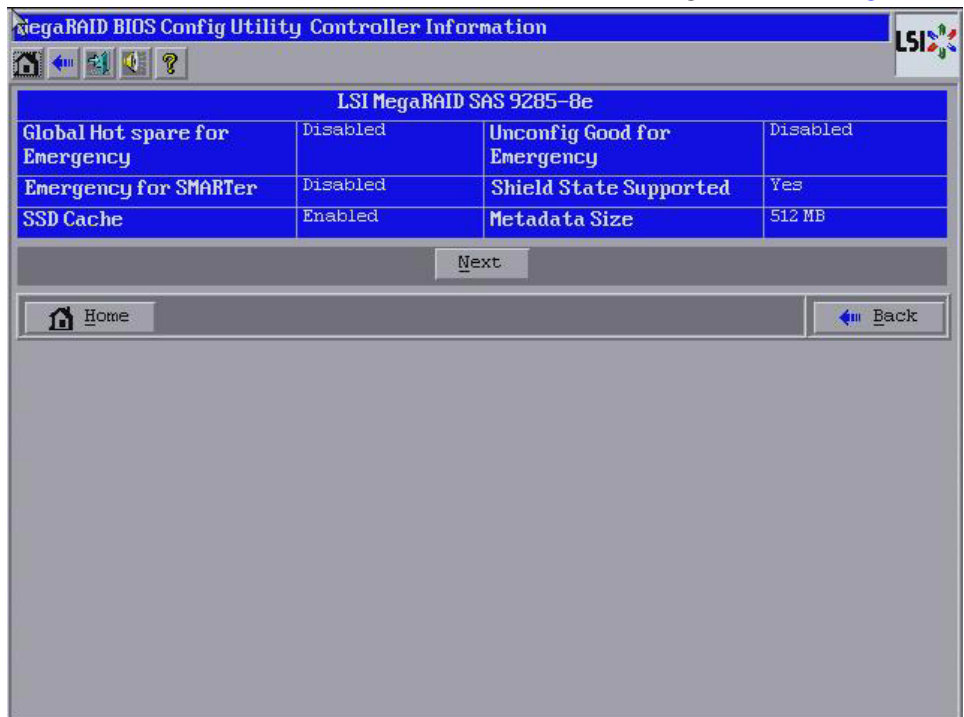 MegaRAID BIOS Config Utility Controller Information
LSI
LSI MegaRAID SAS 9285-8e
Global Hot spare for Emergency Disabled Unconfig Good for Emergency Disabled
Emergency for SMARTer Disabled Shield State Supported Yes
SSD Cache Enabled Metadata Size 512 MB
Next
Home Back